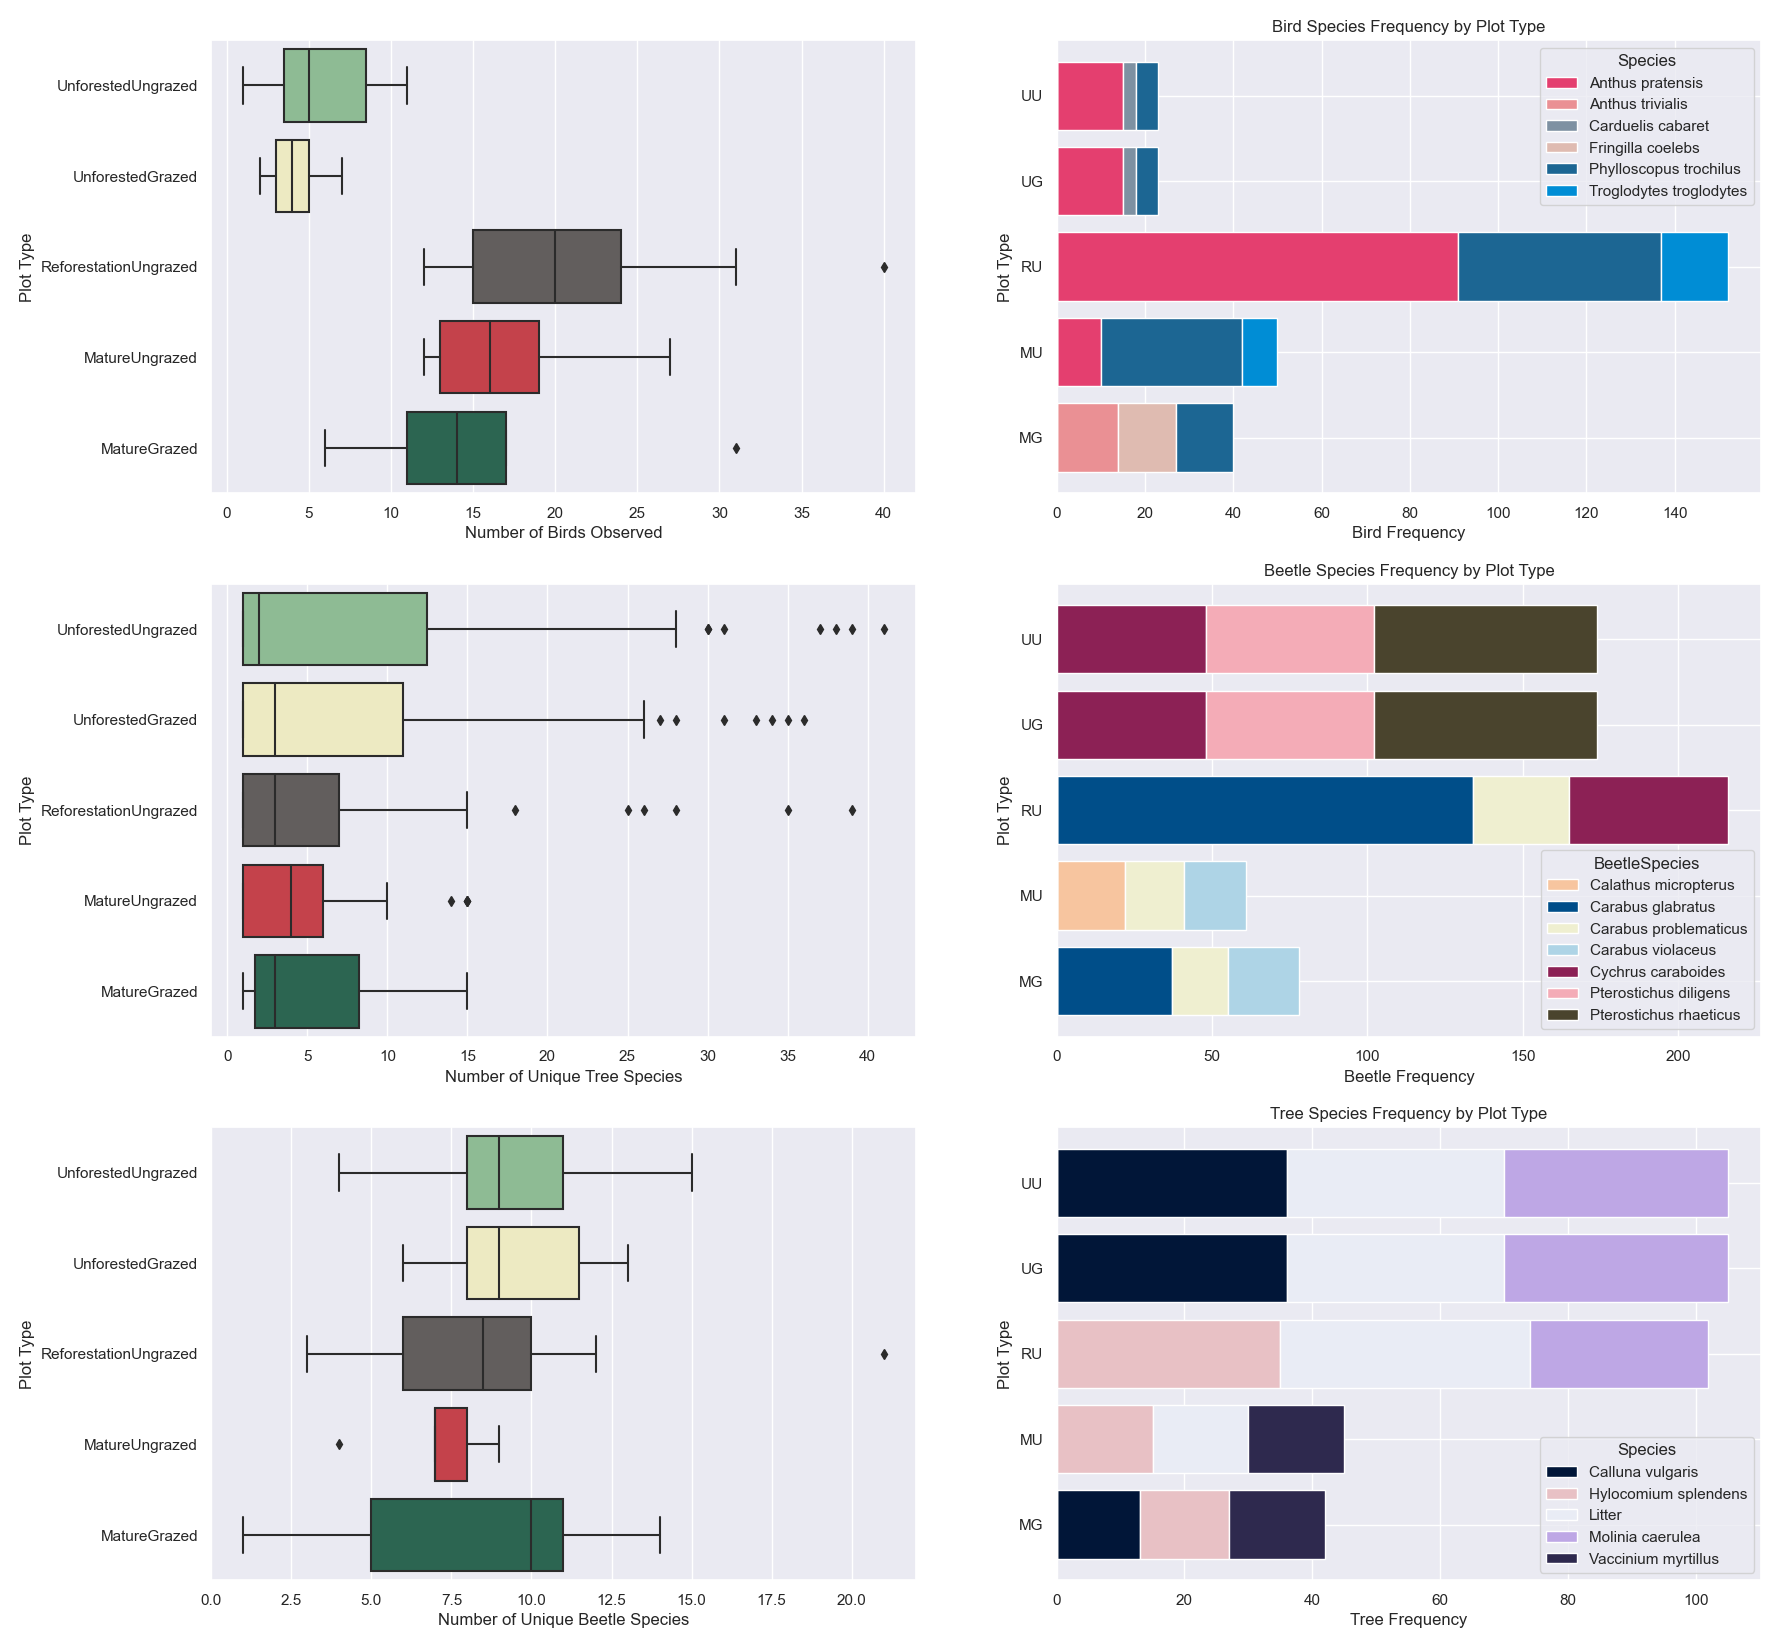 Plot Type
UnforestedUngrazed
UnforestedGrazed
ReforestationUngrazed
MatureUngrazed
MatureGrazed
0 5 10 15 20 25 30 35 40
Number of Birds Observed
Bird Species Frequency by Plot Type
Plot Type
UU
UG
RU
MU
MG
Species
Anthus pratensis
Anthus trivialis
Carduelis cabaret
Fringilla coelebs
Phylloscopus trochilus
Troglodytes troglodytes
0 20 40 60 80 100 120 140
Bird Frequency
Plot Type
UnforestedUngrazed
UnforestedGrazed
ReforestationUngrazed
MatureUngrazed
MatureGrazed
0 5 10 15 20 25 30 35 40
Number of Unique Tree Species
Beetle Species Frequency by Plot Type
Plot Type
UU
UG
RU
MU
MG
BeetleSpecies
Calathus micropterus
Carabus glabratus
Carabus problematicus
Carabus violaceus
Cychrus caraboides
Pterostichus diligens
Pterostichus rhaeticus
0 50 100 150 200
Beetle Frequency
Plot Type
UnforestedUngrazed
UnforestedGrazed
ReforestationUngrazed
MatureUngrazed
MatureGrazed
0.0 2.5 5.0 7.5 10.0 12.5 15.0 17.5 20.0
Number of Unique Beetle Species
Tree Species Frequency by Plot Type
Plot Type
UU
UG
RU
MU
MG
Species
Calluna vulgaris
Hylocomium splendens
Litter
Molinia caerulea
Vaccinium myrtillus
0 20 40 60 80 100
Tree Frequency